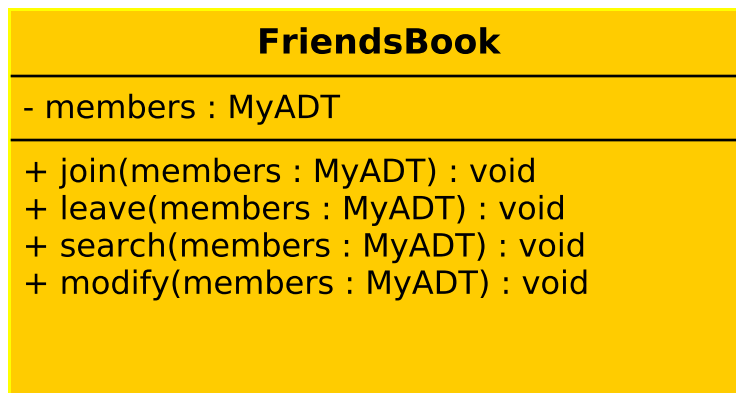 FriendsBook
- members : MyADT
+ join(members : MyADT) : void
+ leave(members : MyADT) : void
+ search(members : MyADT) : void
+ modify(members : MyADT) : void